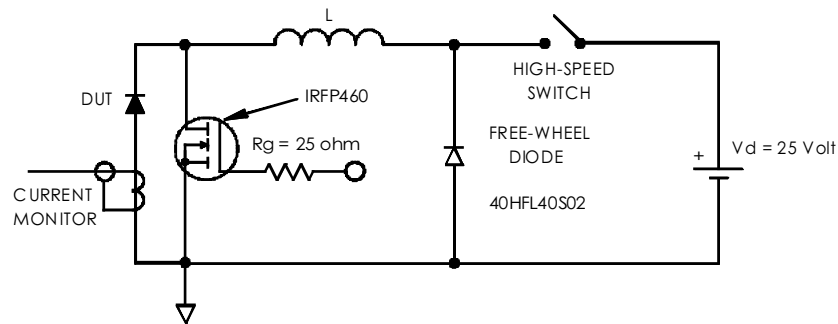 L
HIGH-SPEED
SWITCH
DUT
IRFP460
Rg = 25 ohm
FREE-WHEEL
DIODE
40HFL40S02
+
Vd = 25 Volt
CURRENT
MONITOR